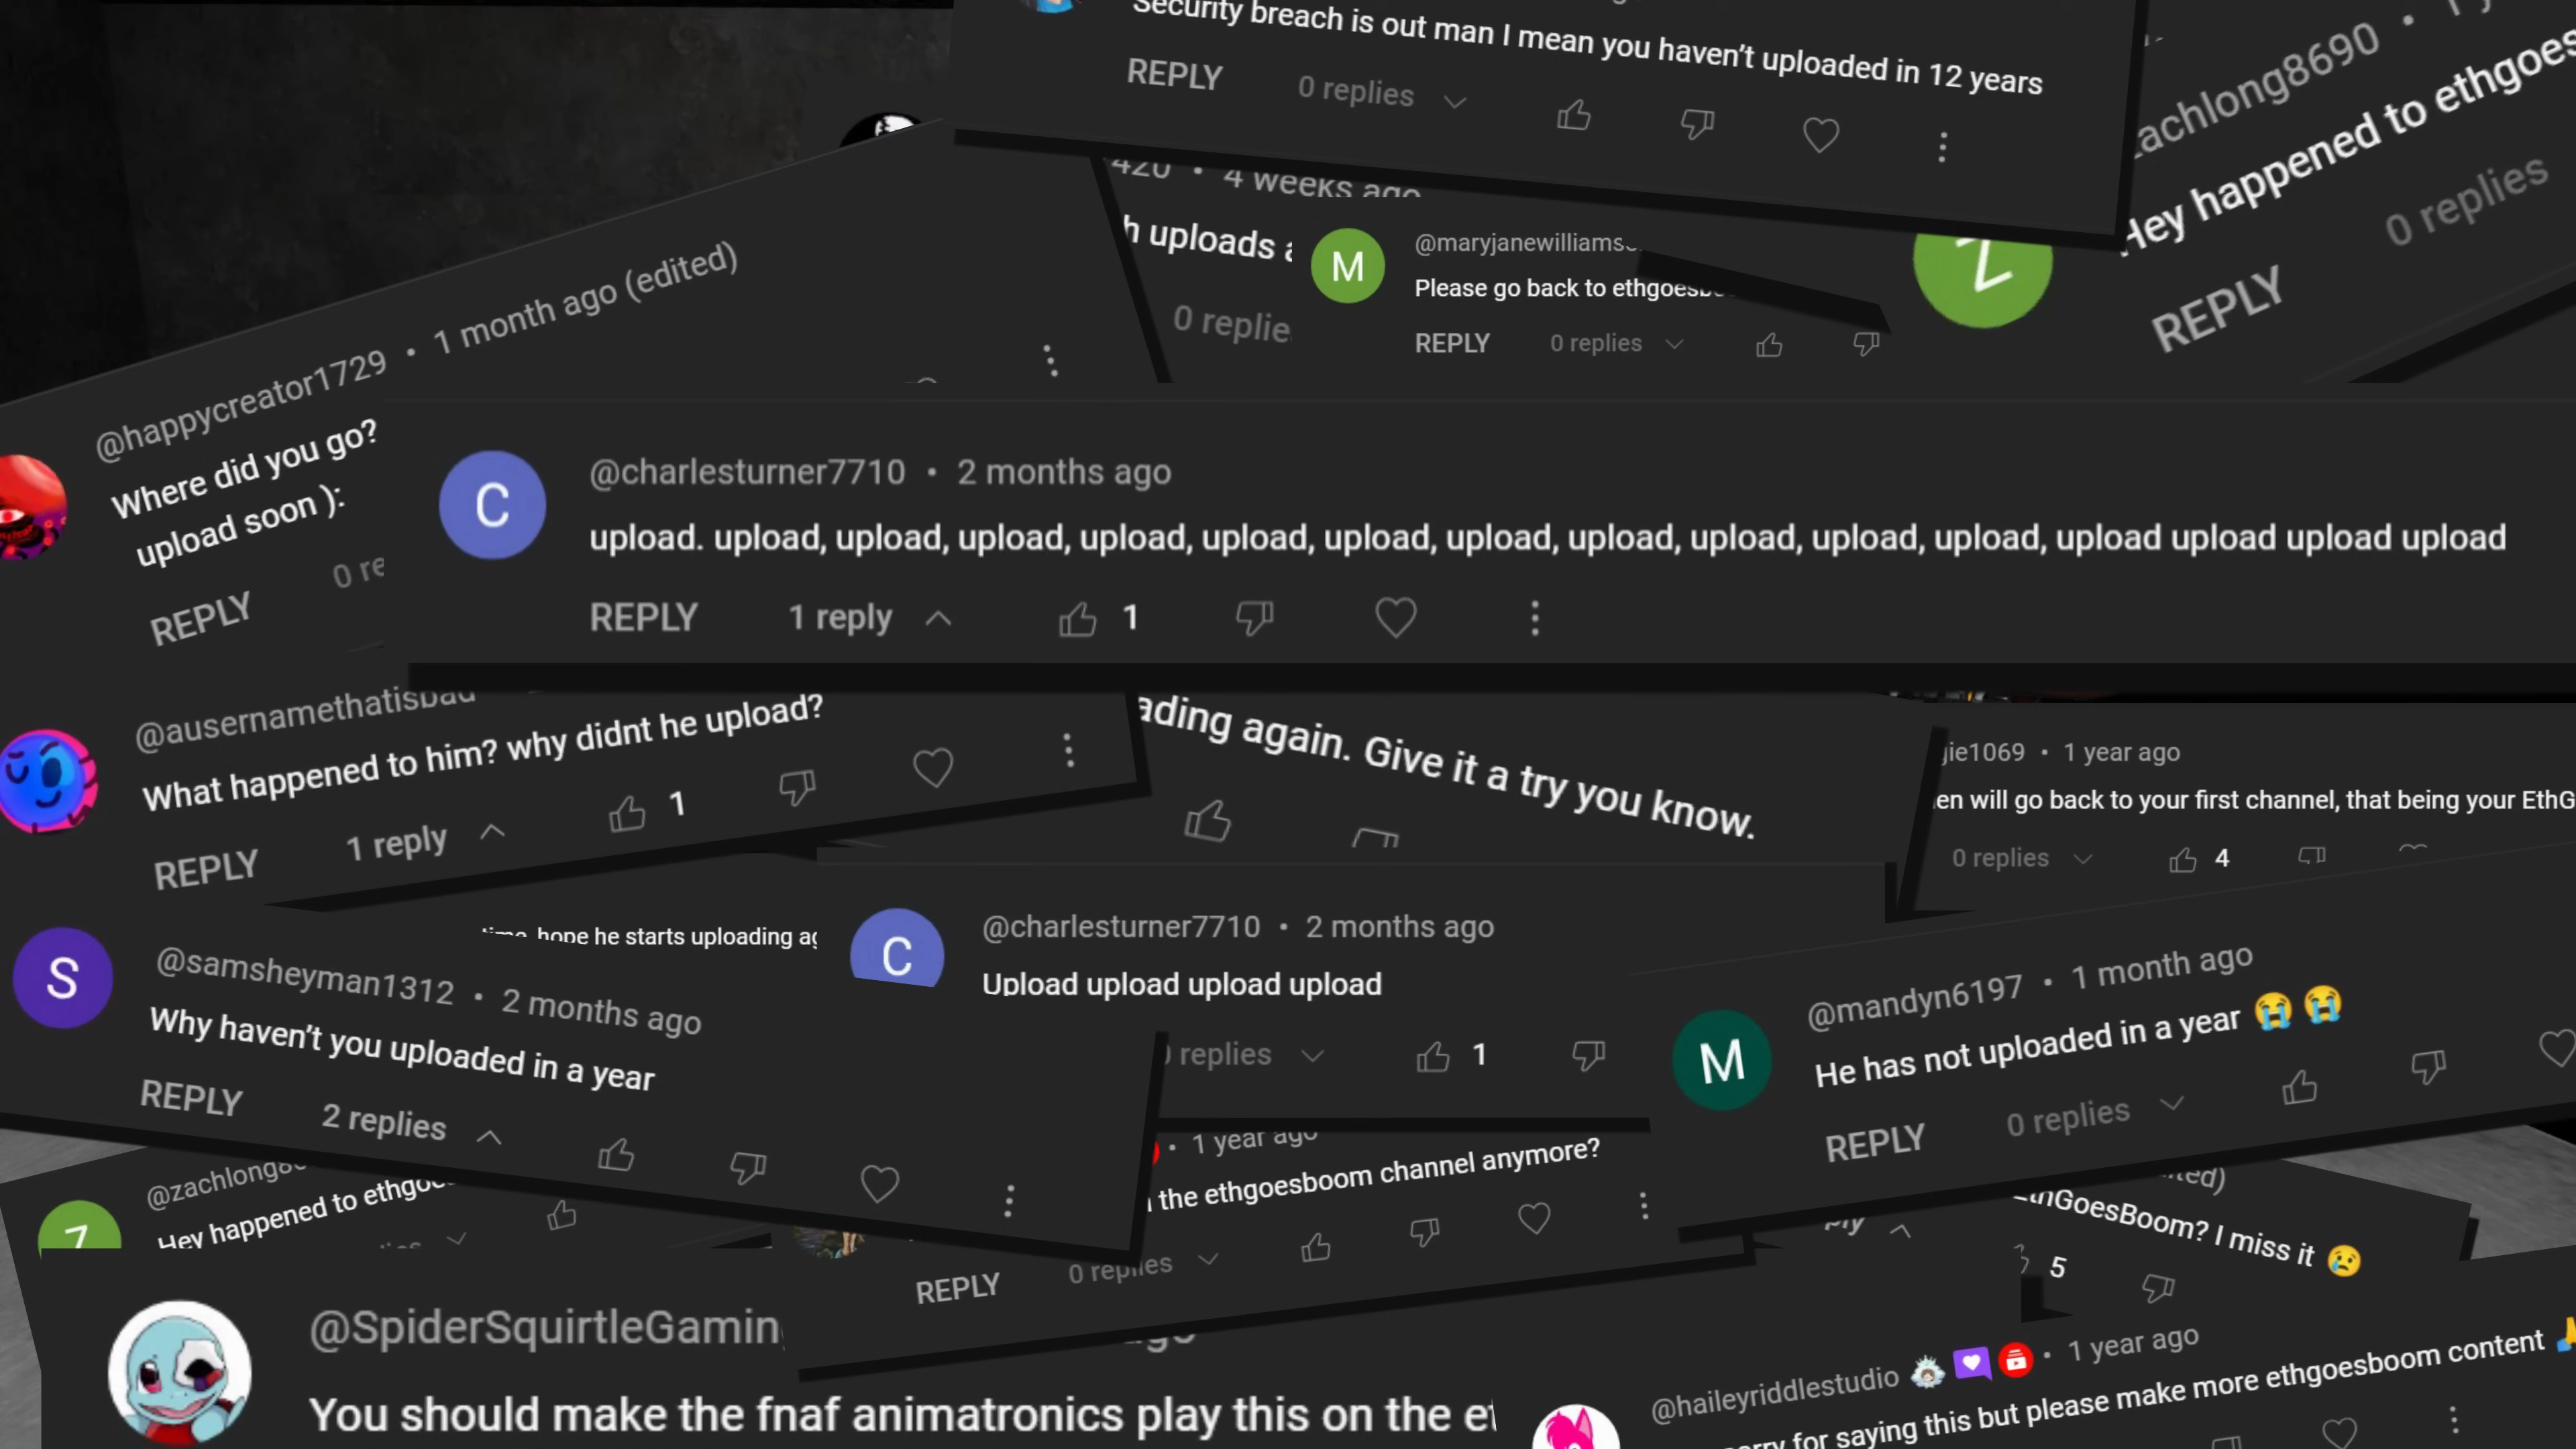 Security breach is out man I mean you haven't uploaded in 12 years
REPLY 0 replies
achlong8690 •
Hey happened to ethgoes
0 replies
REPLY
Z
420 • 4 weeks ago
h uploads
0 replie
M
@maryjanewilliams
Please go back to ethgoesb
REPLY 0 replies
@happycreator1729 • 1 month ago (edited)
Where did you go?
upload soon ):
REPLY 0 re
C
@charlesturner7710 • 2 months ago
upload. upload, upload, upload, upload, upload, upload, upload, upload, upload, upload, upload, upload upload upload upload
REPLY 1 reply 1
@ausernamethatisbad
What happened to him? why didnt he upload?
REPLY 1 reply 1
ading again. Give it a try you know.
jie1069 • 1 year ago
en will go back to your first channel, that being your EthG
0 replies 4
hope he starts uploading ag
S
@samsheyman1312 • 2 months ago
Why haven't you uploaded in a year
REPLY 2 replies
C
@charlesturner7710 • 2 months ago
Upload upload upload upload
replies 1
M
@mandyn6197 • 1 month ago
He has not uploaded in a year 😭😭
REPLY 0 replies
Z
@zachlong8
Hey happened to ethgo
• 1 year ago
the ethgoesboom channel anymore?
REPLY 0 replies
EthGoesBoom? I miss it 😢
5
@SpiderSquirtleGamin
You should make the fnaf animatronics play this on the et
@haileyriddlestudio • 1 year ago
for saying this but please make more ethgoesboom content